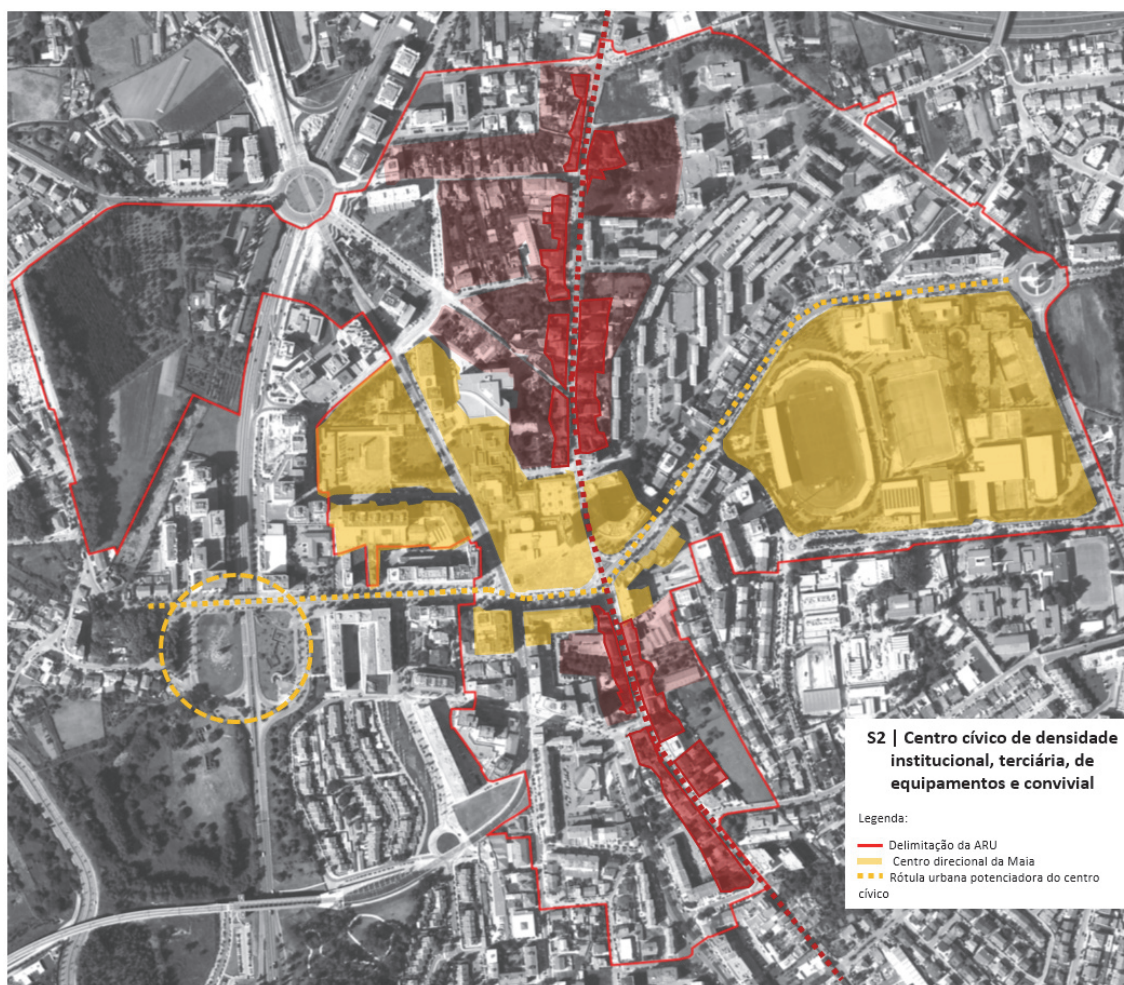 S2 | Centro cívico de densidade
institucional, terciária, de
equipamentos e convivial
Legenda:
Delimitação da ARU
Centro direcional da Maia
Rótula urbana potenciadora do centro
cívico